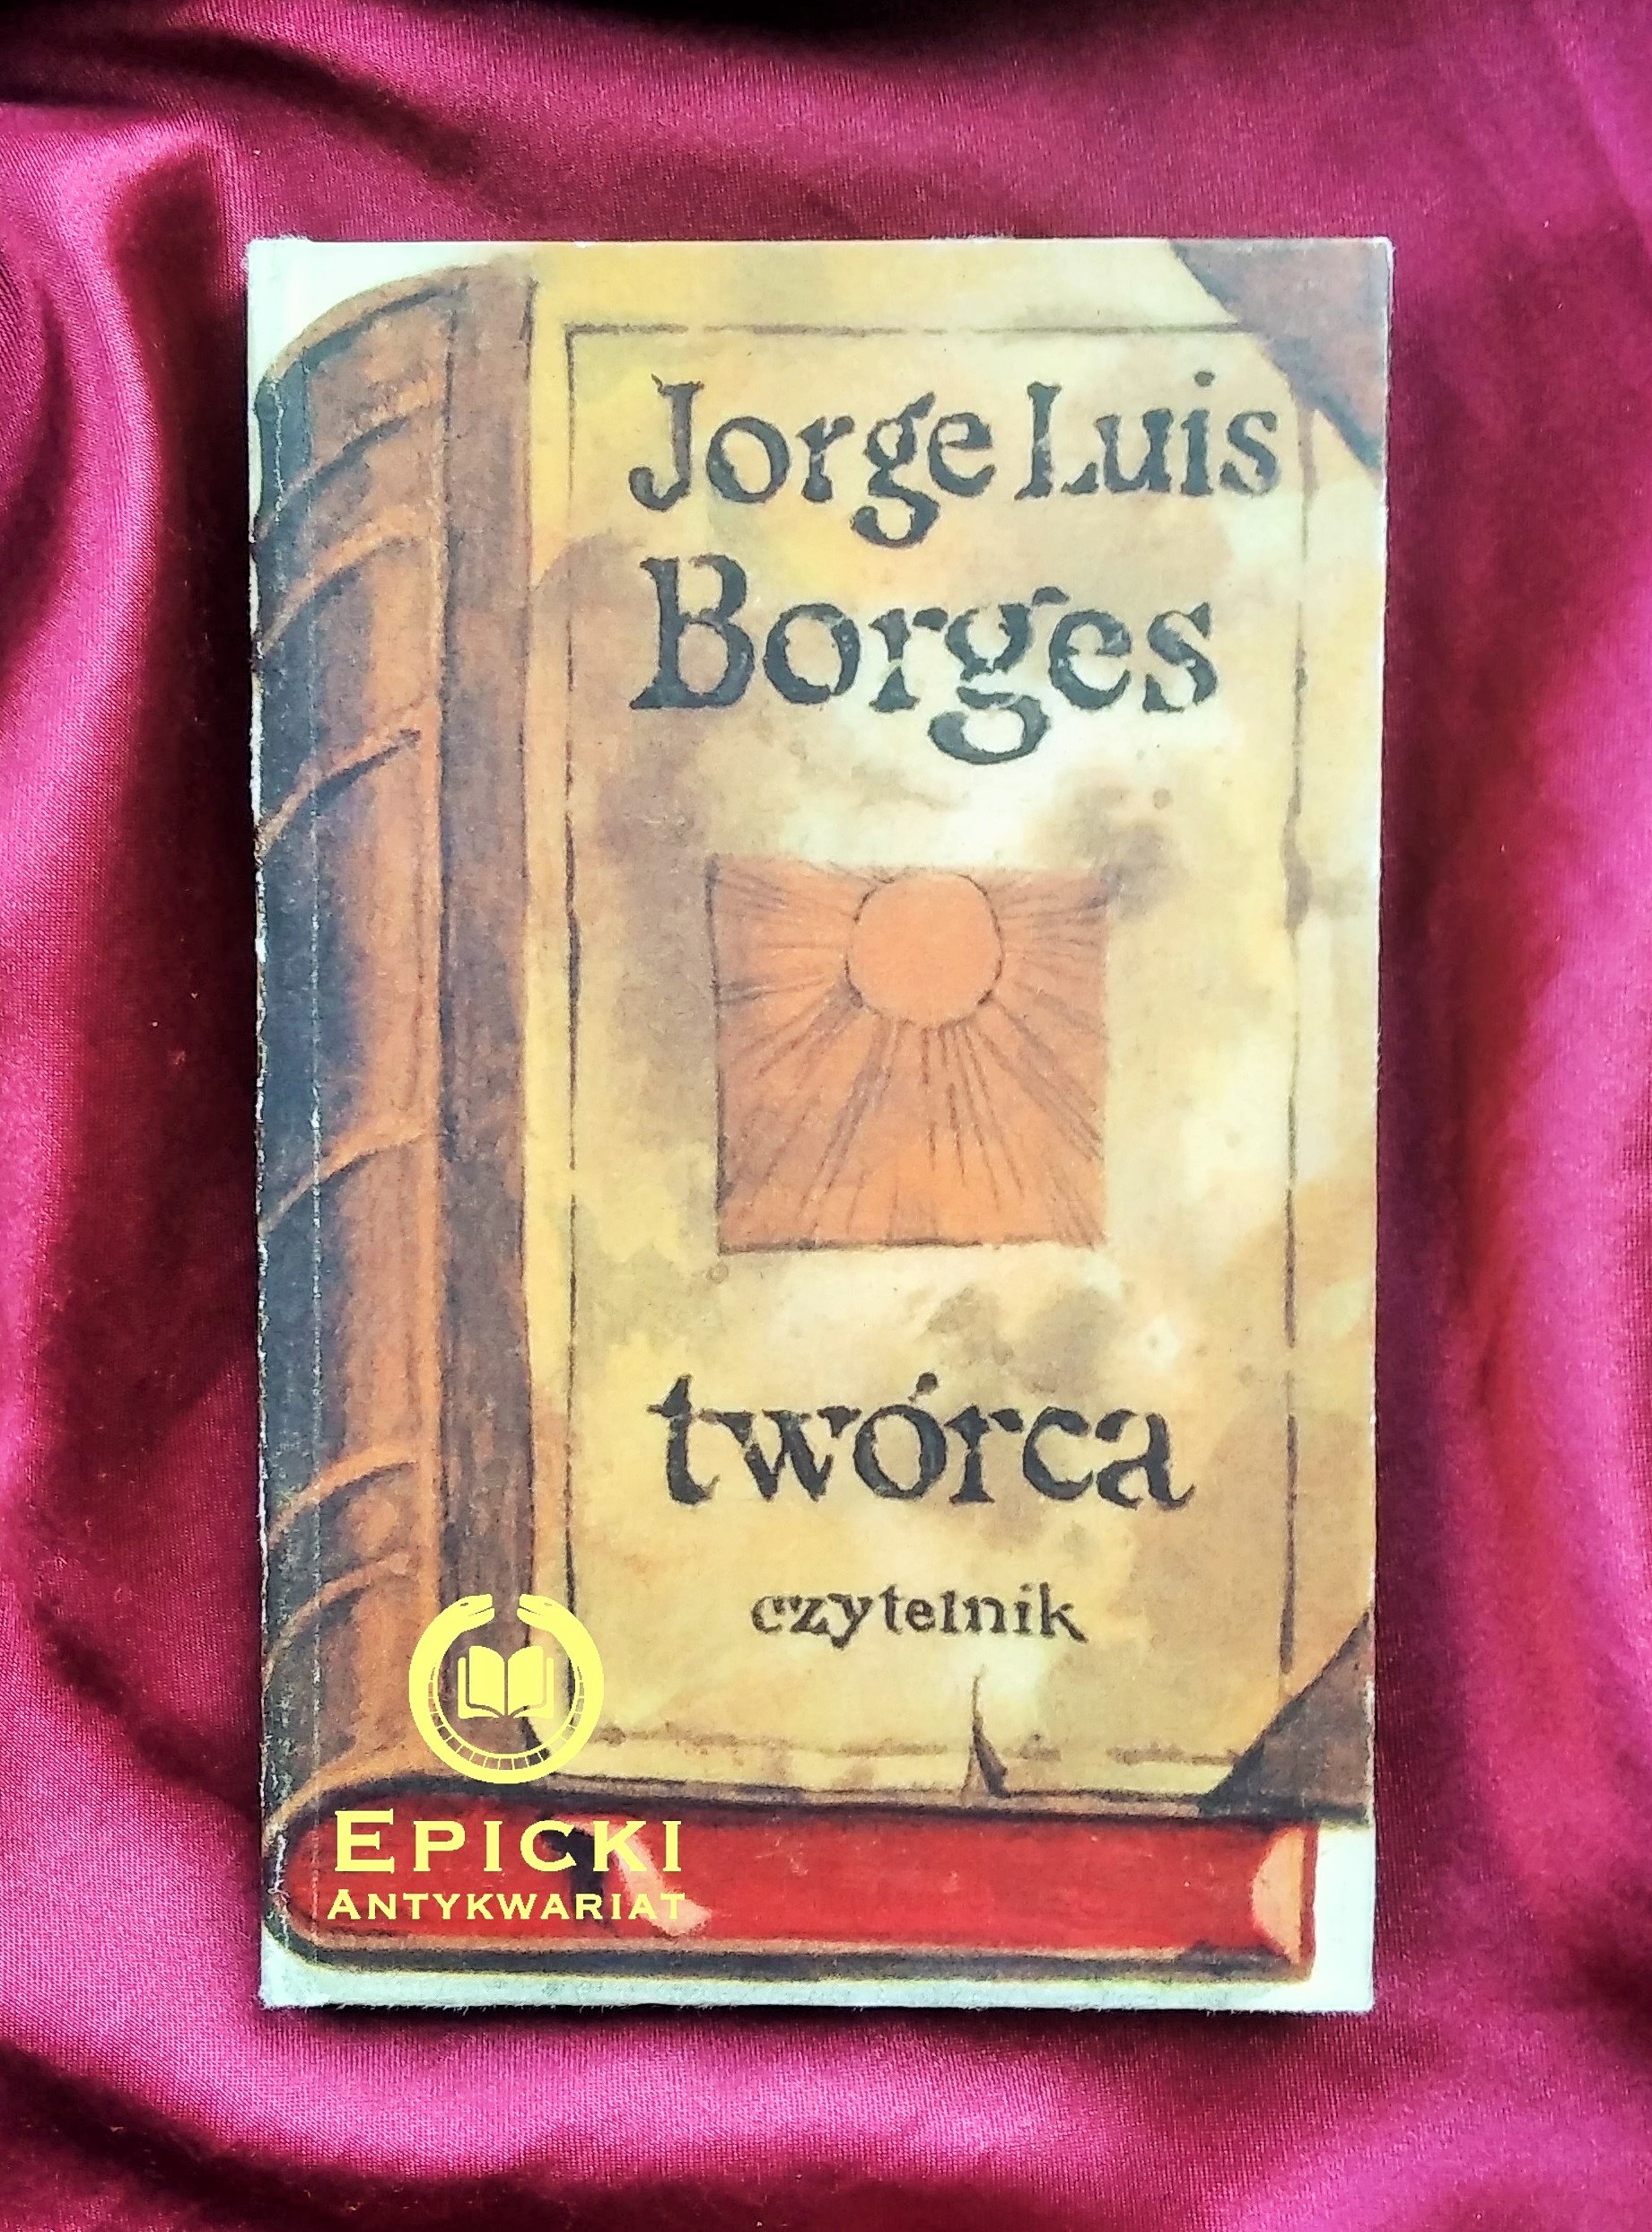 Jorge Luis
Borges
twórca
czytelnik
EPICKI
ANTYKWARIAT